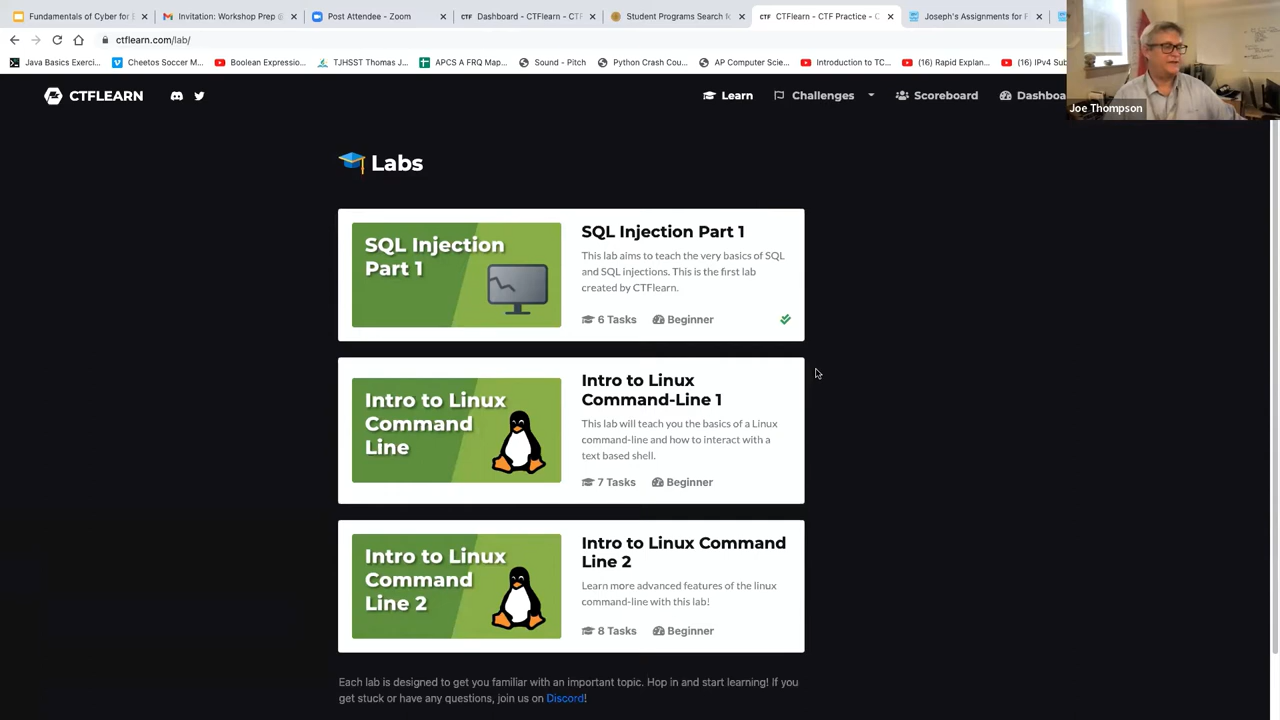 Fundamentals of Cyber for E
Invitation: Workshop Prep @
Post Attendee - Zoom
CTF Dashboard - CTFlearn - CTF
Student Programs Search fo
CTF CTFlearn - CTF Practice - C
Joseph's Assignments for F
ctflearn.com/lab/
Java Basics Exerci...
Cheetos Soccer M...
Boolean Expressio...
TJHSST Thomas J...
APCS A FRQ Map...
Sound - Pitch
Python Crash Cou...
AP Computer Scie...
Introduction to TC...
(16) Rapid Explan...
(16) IPv4 Sub
CTFLEARN
Learn
Challenges
Scoreboard
Dashboa
Joe Thompson
Labs
SQL Injection
Part 1
SQL Injection Part 1
This lab aims to teach the very basics of SQL
and SQL injections. This is the first lab
created by CTFlearn.
6 Tasks
Beginner
Intro to Linux
Command
Line
Intro to Linux
Command-Line 1
This lab will teach you the basics of a Linux
command-line and how to interact with a
text based shell.
7 Tasks
Beginner
Intro to Linux
Command
Line 2
Intro to Linux Command
Line 2
Learn more advanced features of the linux
command-line with this lab!
8 Tasks
Beginner
Each lab is designed to get you familiar with an important topic. Hop in and start learning! If you
get stuck or have any questions, join us on Discord!